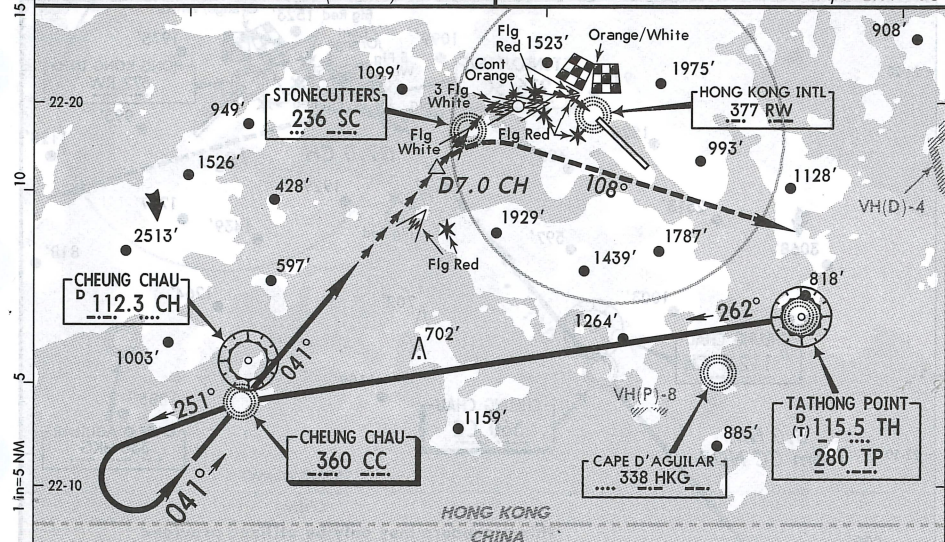 15
908'
Flg
Red
1523'
Orange/White
Cont
Orange
1099'
1975'
3 Flg
White
STONECUTTERS
236 SC
HONG KONG INTL
377 RW
22-20
949'
Flg
White
Flg Red
993'
1526'
10
D7.0 CH
108°
1128'
428'
VH(D)-4
2513'
1929'
1787'
Flg Red
1439'
597'
CHEUNG CHAU
D 112.3 CH
818'
262°
1264'
702'
1003'
041°
5
VH(P)-8
251°
TATHONG POINT
D
(T) 115.5 TH
280 TP
1159'
CHEUNG CHAU
360 CC
885'
CAPE D'AGUILAR
338 HKG
041°
22-10
1 in=5 NM
HONG KONG
CHINA